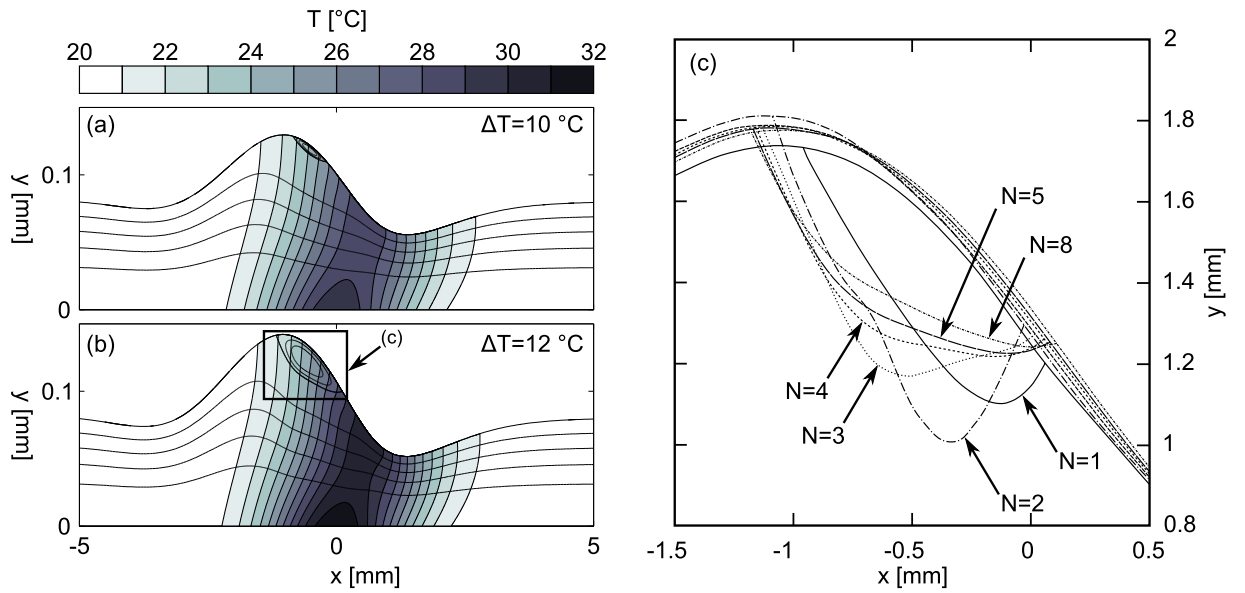 T [°C]
20 22 24 26 28 30 32
(a) ΔT=10 °C
0.1
y [mm]
0
(b) (c) ΔT=12 °C
0.1
y [mm]
0
-5 0 5
x [mm]
(c)
2
1.8
1.6
1.4
1.2
1
0.8
y [mm]
N=5
N=8
N=4
N=3
N=1
N=2
-1.5 -1 -0.5 0 0.5
x [mm]